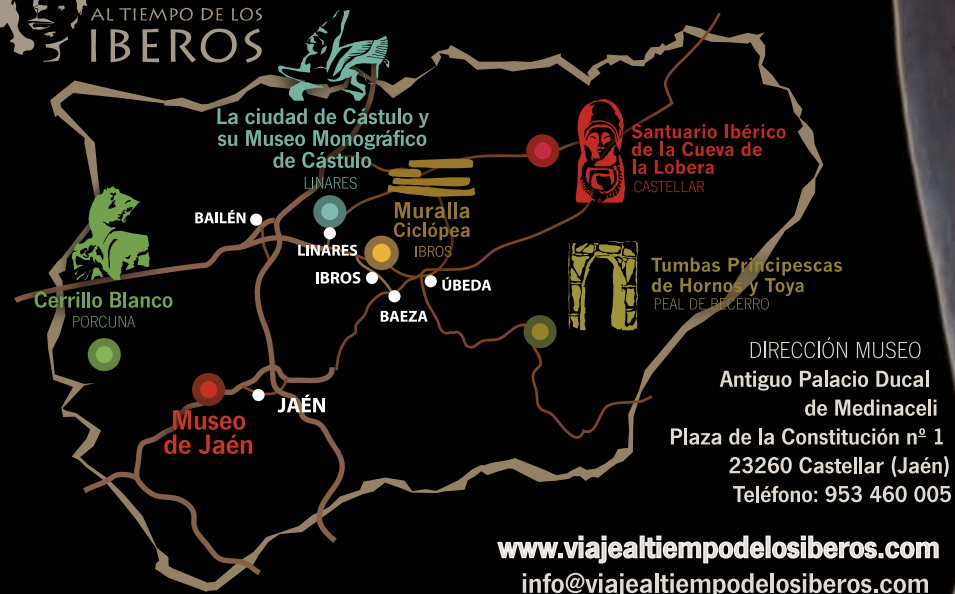 AL TIEMPO DE LOS
IBEROS
La ciudad de Cástulo y
su Museo Monográfico
de Cástulo
LINARES
Santuario Ibérico
de la Cueva de
la Lobera
CASTELLAR
Muralla
Ciclópea
IBROS
BAILÉN
LINARES
IBROS
ÚBEDA
BAEZA
Cerrillo Blanco
PORCUNA
Tumbas Principescas
de Hornos y Toya
PEAL DE BECERRO
JAÉN
Museo
de Jaén
DIRECCIÓN MUSEO
Antiguo Palacio Ducal
de Medinaceli
Plaza de la Constitución nº 1
23260 Castellar (Jaén)
Teléfono: 953 460 005
www.viajealtiempodelosiberos.com
info@viajealtiempodelosiberos.com